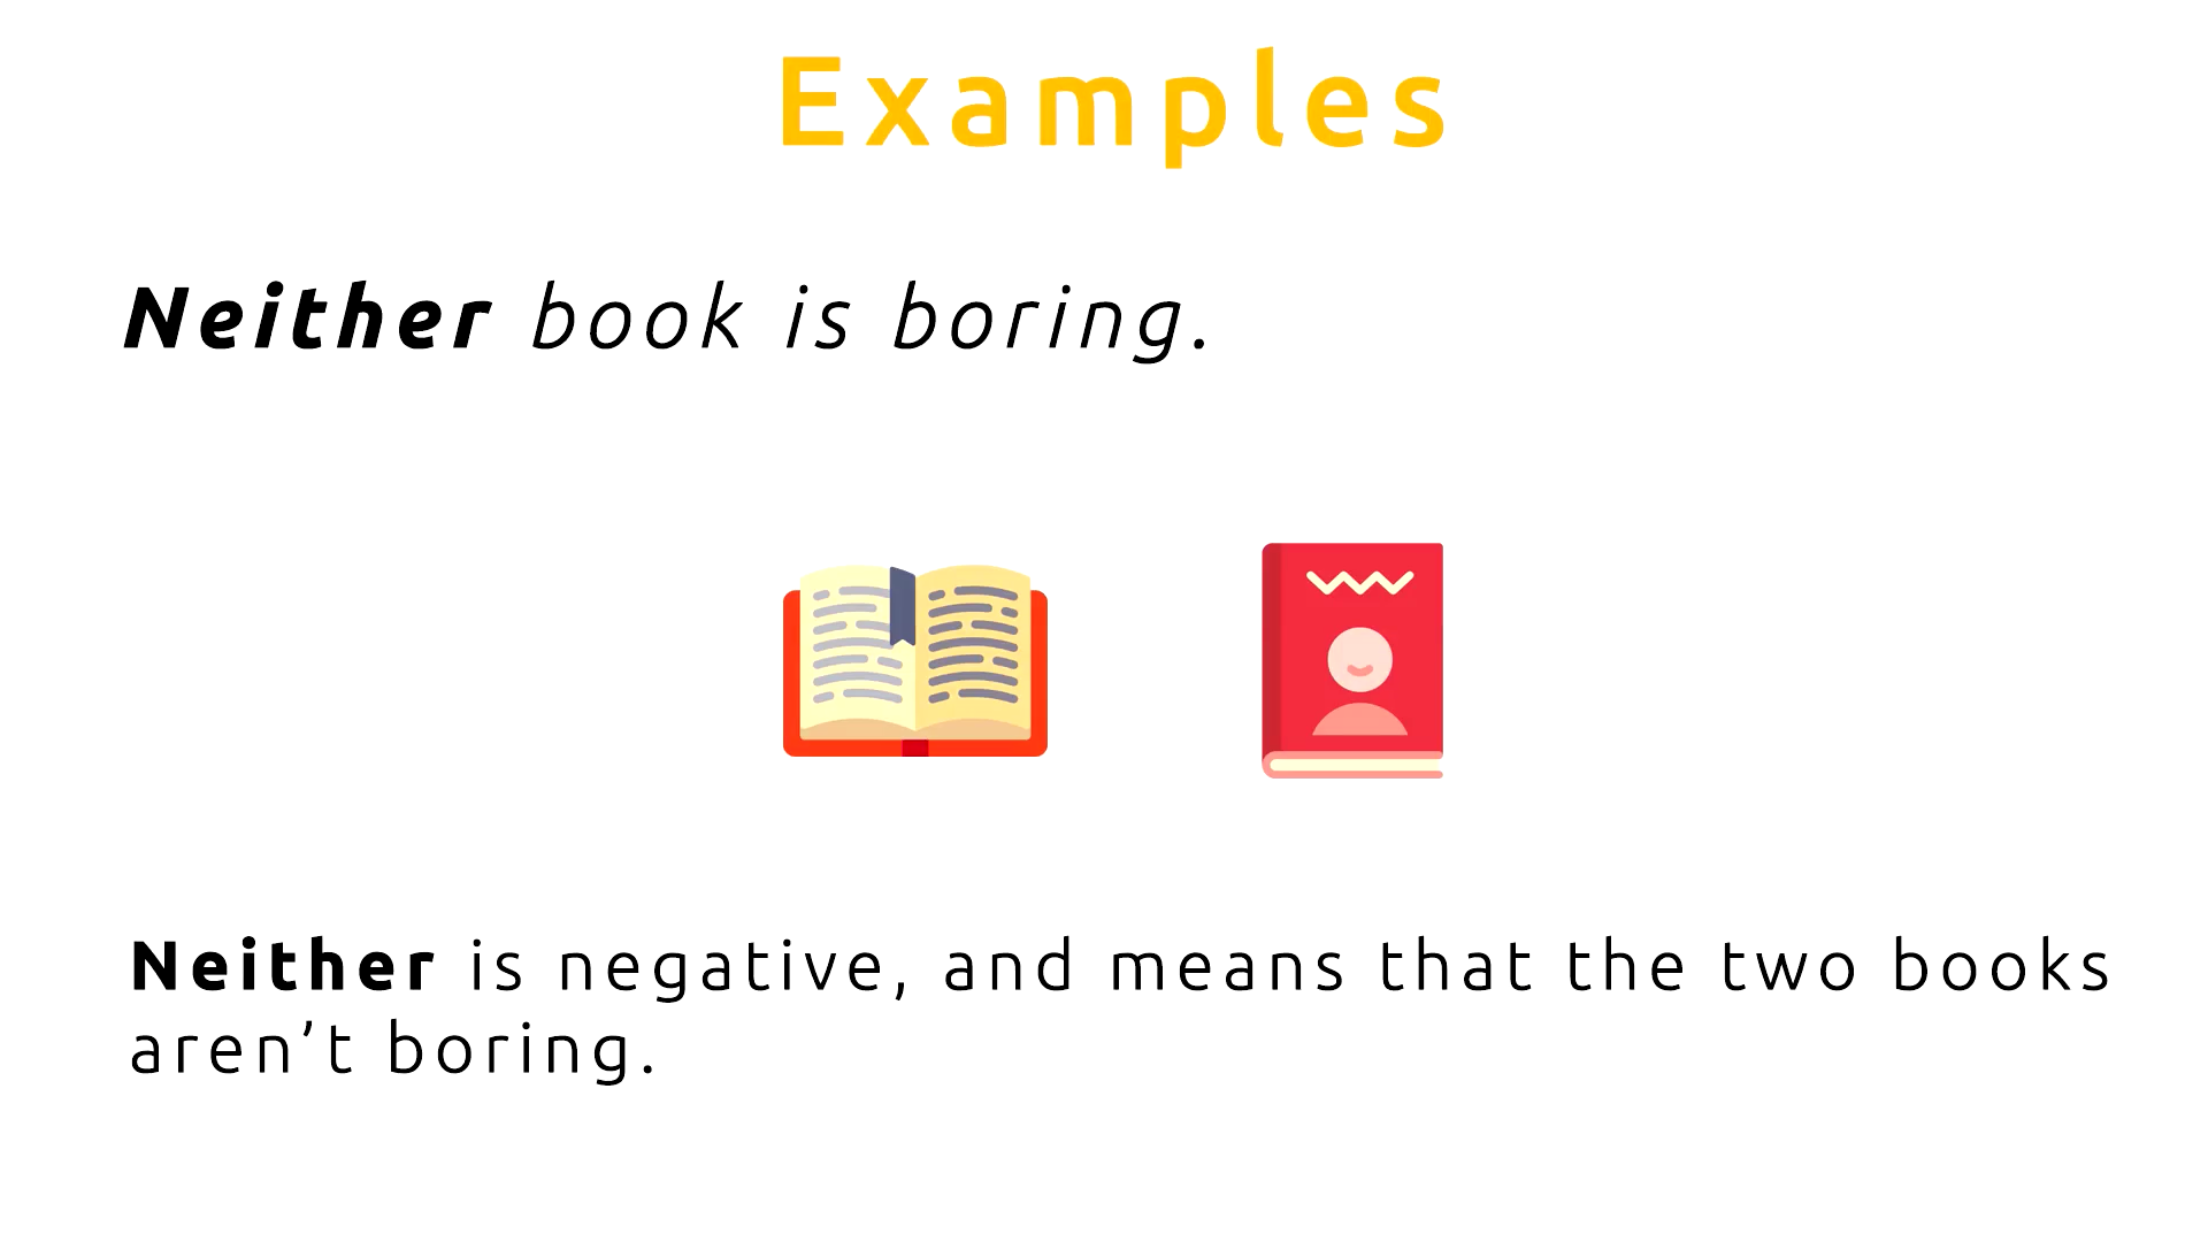 Examples
Neither book is boring.
Neither is negative, and means that the two books
aren’t boring.